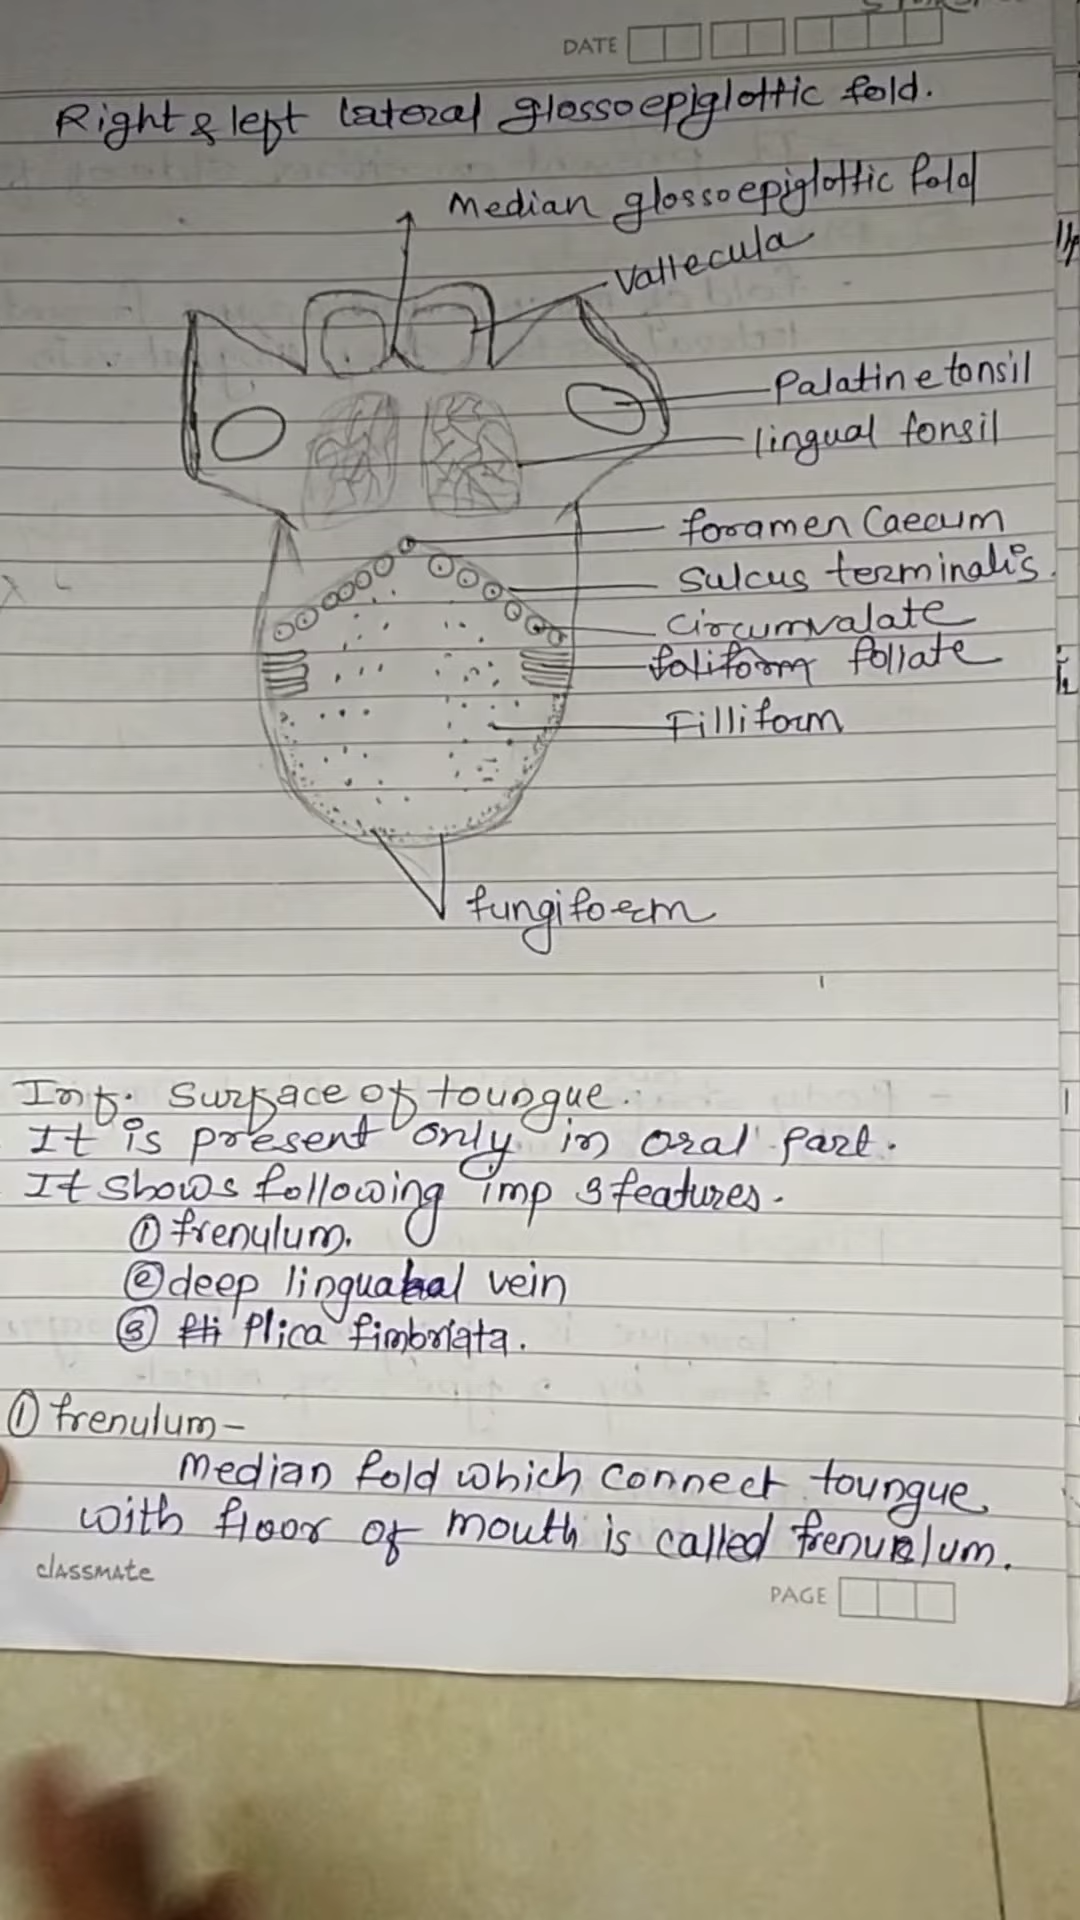 DATE
Right & left lateral glossoepiglottic fold.
Median glossoepiglottic fold
Vallecula
Palatine tonsil
lingual tonsil
foramen Caecum
Sulcus terminalis.
Circumvalate
foliform follate
Filliform
fungiform
Inf. Surface of toungue.
It is present only in oral part.
It shows following imp 3 features.
① frenulum.
② deep lingual vein
③ Plica fimbriata.
① frenulum-
Median fold which connect toungue
with floor of mouth is called frenulum.
classmate
PAGE